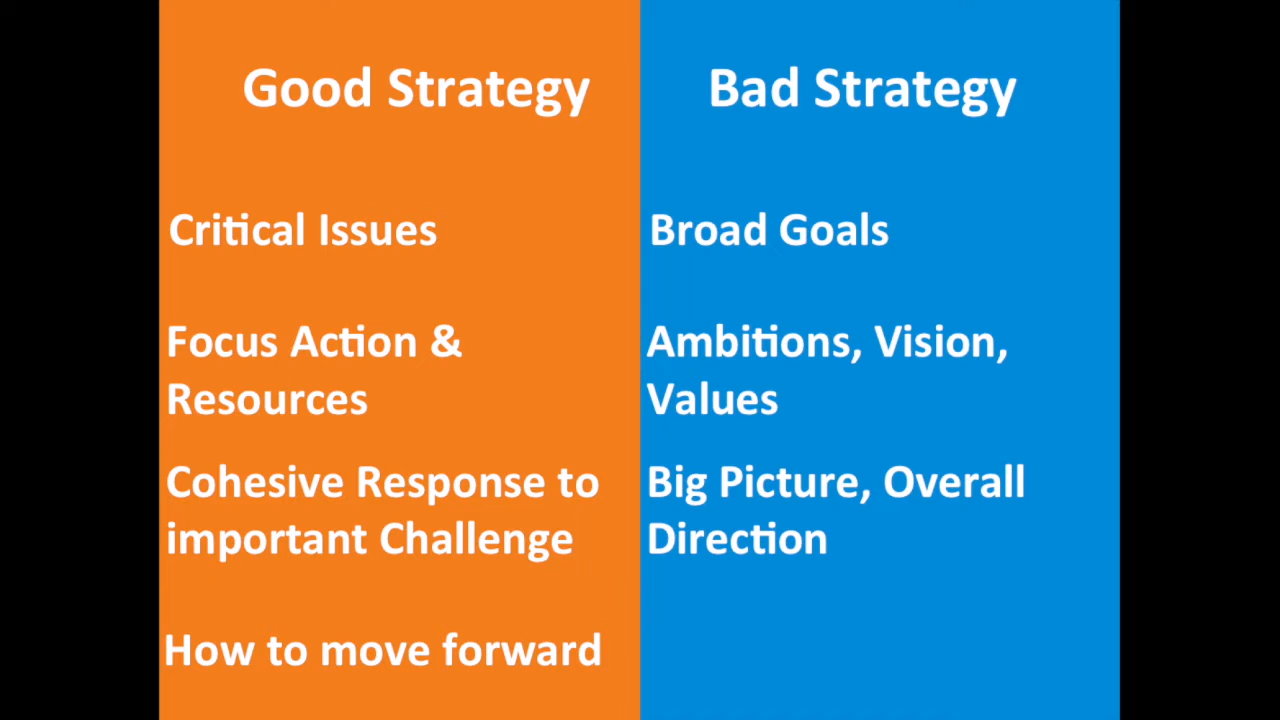 Good Strategy
Critical Issues
Focus Action &
Resources
Cohesive Response to
important Challenge
How to move forward
Bad Strategy
Broad Goals
Ambitions, Vision,
Values
Big Picture, Overall
Direction